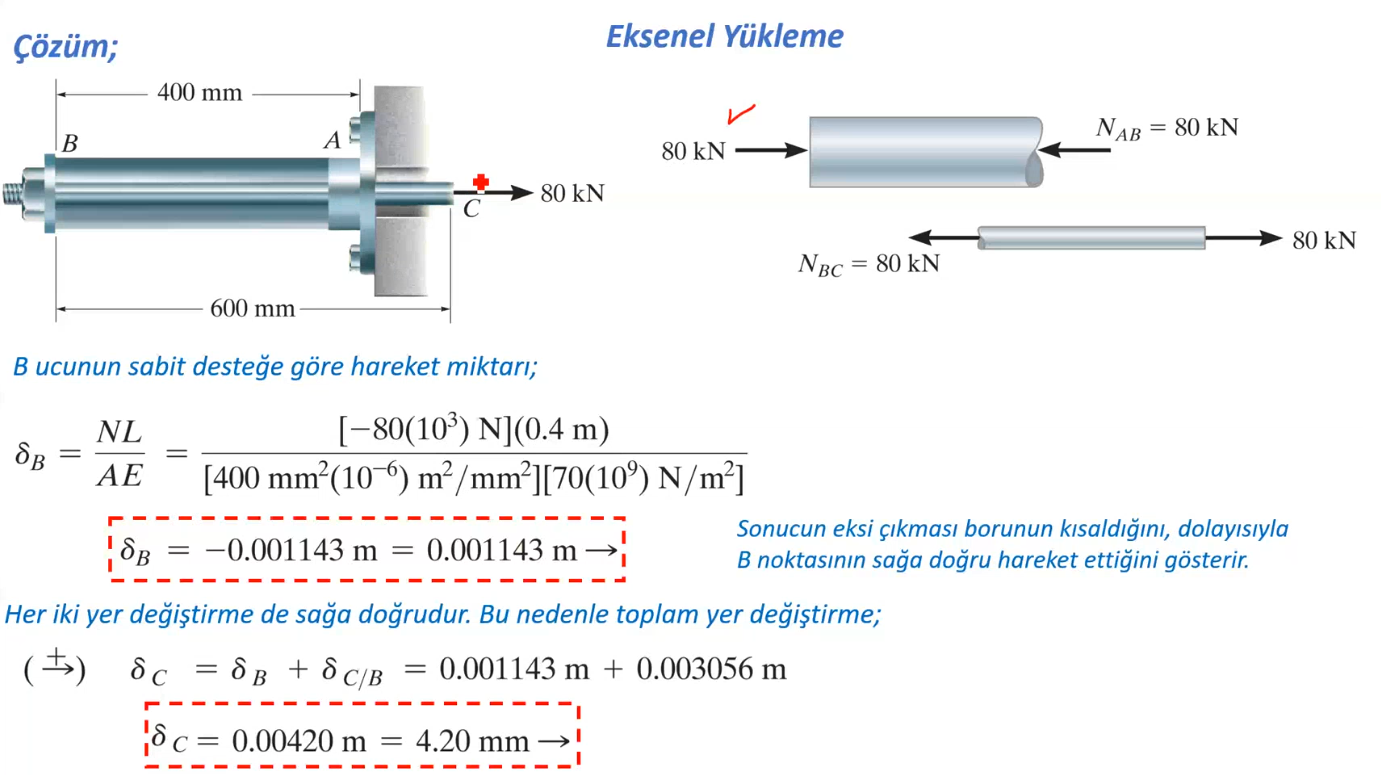 Çözüm;
Eksenel Yükleme
400 mm
B
A
80 kN
C
600 mm
80 kN
N_AB = 80 kN
N_BC = 80 kN
80 kN
B ucunun sabit desteğe göre hareket miktarı;
δ_B = NL/AE = [−80(10³) N](0.4 m) / [400 mm²(10⁻⁶) m²/mm²][70(10⁹) N/m²]
δ_B = −0.001143 m = 0.001143 m →
Sonucun eksi çıkması borunun kısaldığını, dolayısıyla
B noktasının sağa doğru hareket ettiğini gösterir.
Her iki yer değiştirme de sağa doğrudur. Bu nedenle toplam yer değiştirme;
(+→) δ_C = δ_B + δ_C/B = 0.001143 m + 0.003056 m
δ_C = 0.00420 m = 4.20 mm →